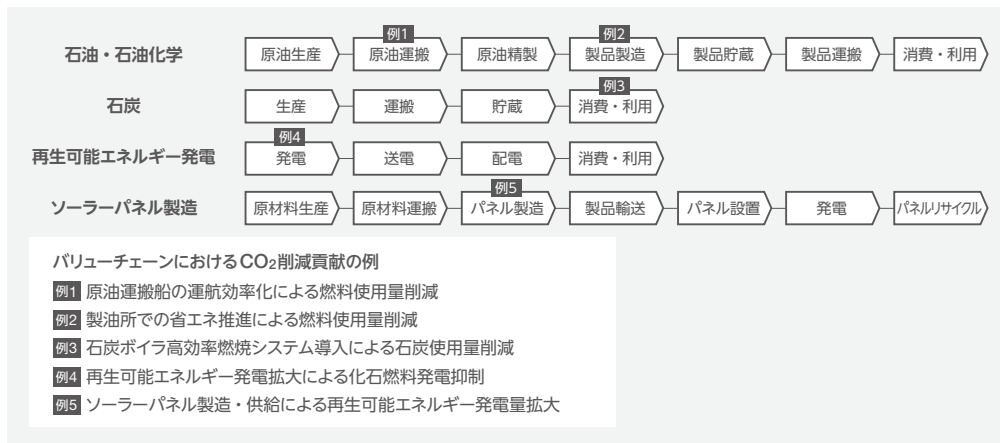 例1 例2
石油・石油化学 原油生産 原油運搬 原油精製 製品製造 製品貯蔵 製品運搬 消費・利用
例3
石炭 生産 運搬 貯蔵 消費・利用
例4
再生可能エネルギー発電 発電 送電 配電 消費・利用
例5
ソーラーパネル製造 原材料生産 原材料運搬 パネル製造 製品輸送 パネル設置 発電 パネルリサイクル
バリューチェーンにおけるCO₂削減貢献の例
例1 原油運搬船の運航効率化による燃料使用量削減
例2 製油所での省エネ推進による燃料使用量削減
例3 石炭ボイラ高効率燃焼システム導入による石炭使用量削減
例4 再生可能エネルギー発電拡大による化石燃料発電抑制
例5 ソーラーパネル製造・供給による再生可能エネルギー発電量拡大